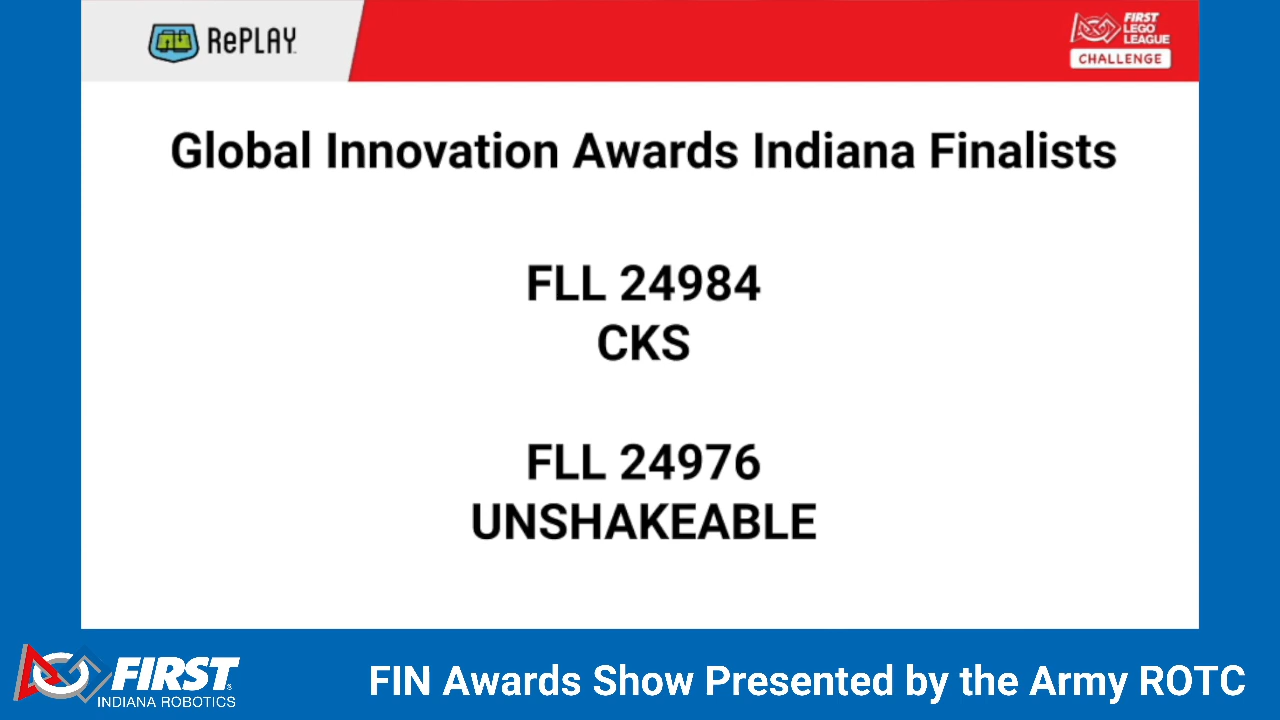 RePLAY
FIRST
LEGO
LEAGUE
CHALLENGE
Global Innovation Awards Indiana Finalists
FLL 24984
CKS
FLL 24976
UNSHAKEABLE
FIRST
INDIANA ROBOTICS
FIN Awards Show Presented by the Army ROTC